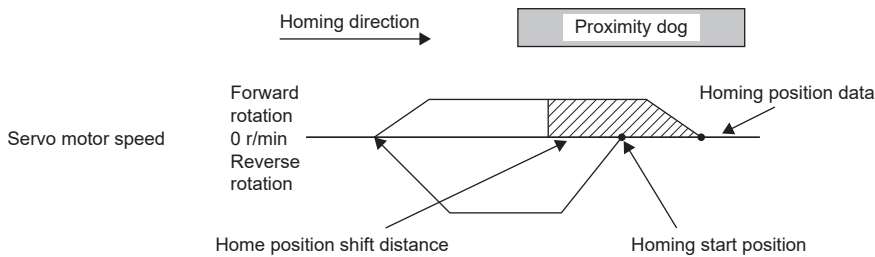 Homing direction
Proximity dog
Forward
rotation
0 r/min
Reverse
rotation
Servo motor speed
Homing position data
Home position shift distance
Homing start position